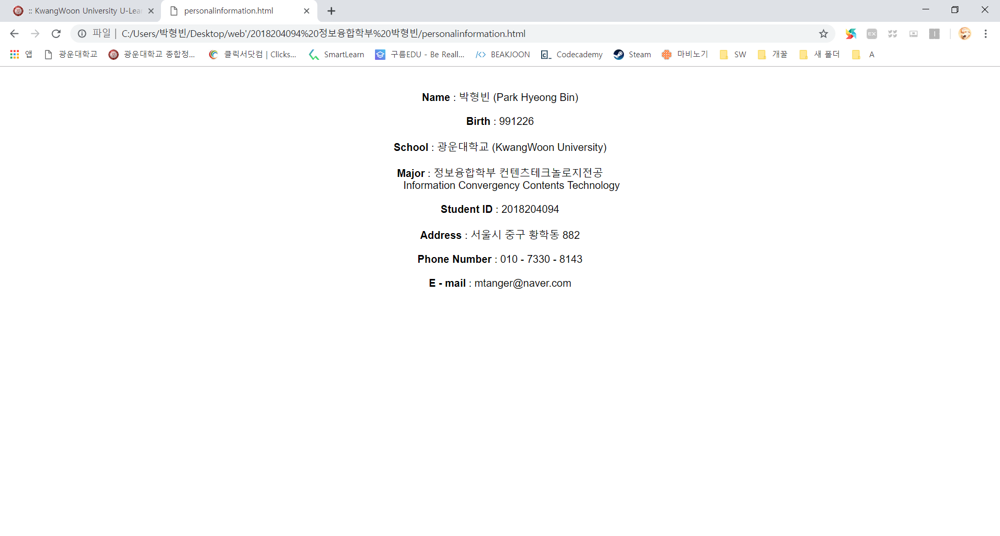 :: KwangWoon University U-Lear
personalinformation.html
파일 | C:/Users/박형빈/Desktop/web'/2018204094%20정보융합학부%20박형빈/personalinformation.html
앱 광운대학교 광운대학교 종합정... 클릭서닷컴 | Clicks... SmartLearn 구름EDU - Be Reall... BEAKJOON Codecademy Steam 마비노기 SW 개꿀 새 폴더 A
Name : 박형빈 (Park Hyeong Bin)
Birth : 991226
School : 광운대학교 (KwangWoon University)
Major : 정보융합학부 컨텐츠테크놀로지전공
Information Convergency Contents Technology
Student ID : 2018204094
Address : 서울시 중구 황학동 882
Phone Number : 010 - 7330 - 8143
E - mail : mtanger@naver.com